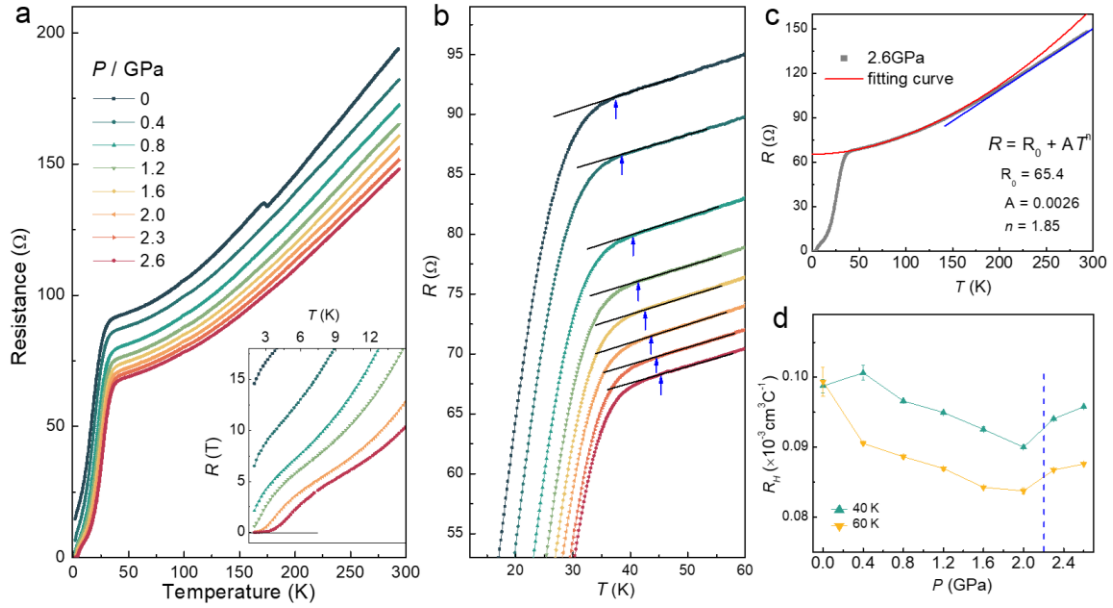 a
Resistance (Ω)
200
150
100
50
0
P / GPa
0
0.4
0.8
1.2
1.6
2.0
2.3
2.6
T (K)
3 6 9 12
R (T)
15
10
5
0
0 50 100 150 200 250 300
Temperature (K)
b
R (Ω)
95
90
85
80
75
70
65
60
55
20 30 40 50 60
T (K)
c
R (Ω)
150
120
90
60
30
0
2.6GPa
fitting curve
R = R0 + A Tn
R0 = 65.4
A = 0.0026
n = 1.85
0 50 100 150 200 250 300
T (K)
d
RH (×10-3cm3C-1)
0.10
0.09
0.08
40 K
60 K
0.0 0.4 0.8 1.2 1.6 2.0 2.4
P (GPa)